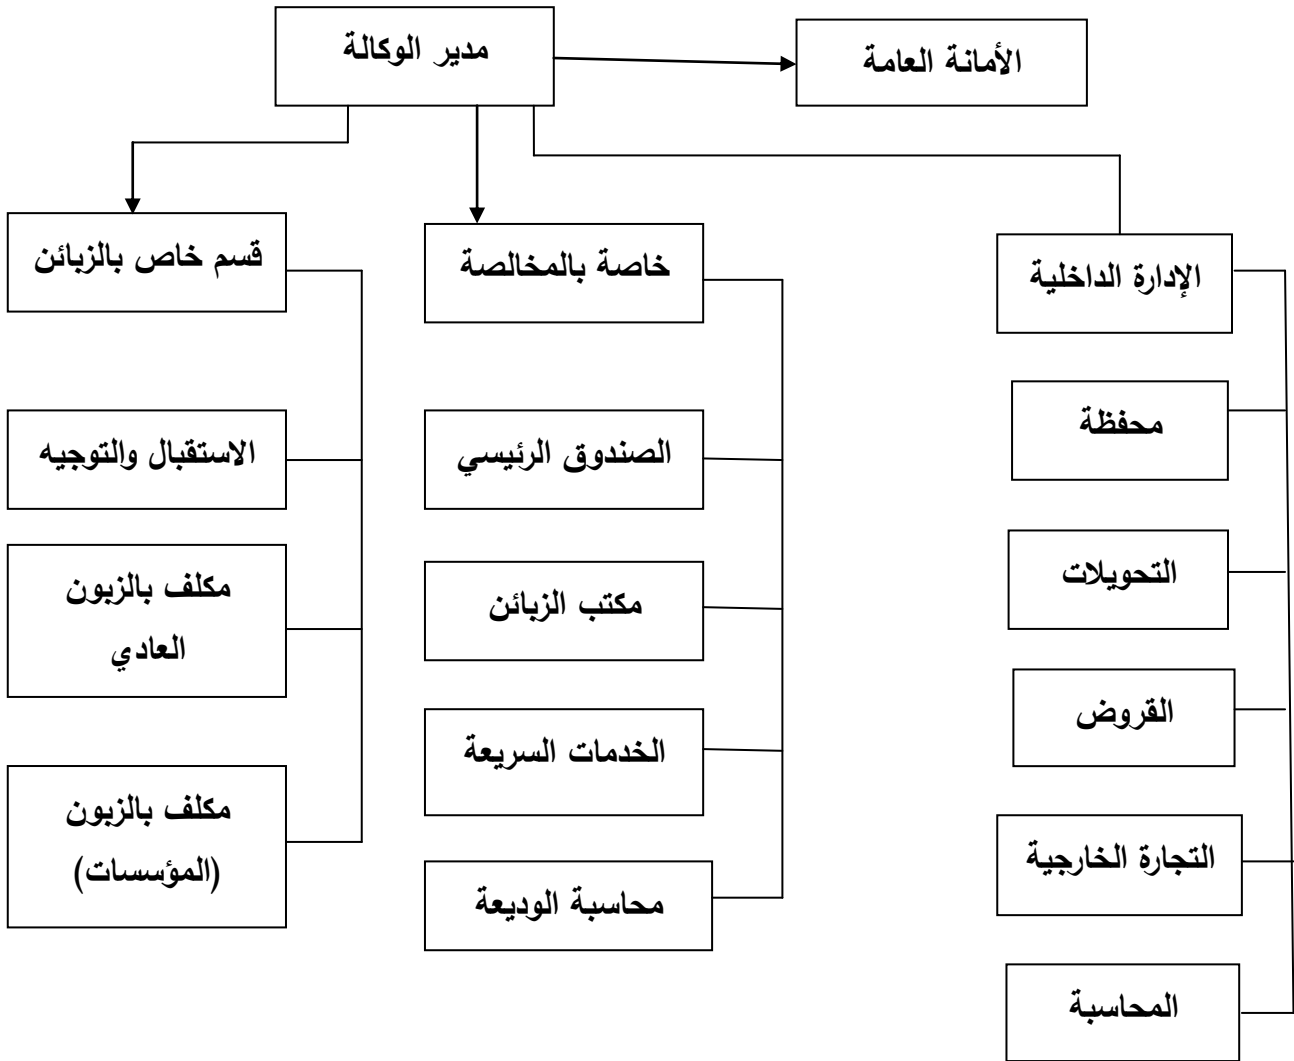 مدير الوكالة
الأمانة العامة
الإدارة الداخلية
محفظة
التحويلات
القروض
التجارة الخارجية
المحاسبة
خاصة بالمخالصة
الصندوق الرئيسي
مكتب الزبائن
الخدمات السريعة
محاسبة الوديعة
قسم خاص بالزبائن
الاستقبال والتوجيه
مكلف بالزبون
العادي
مكلف بالزبون
(المؤسسات)